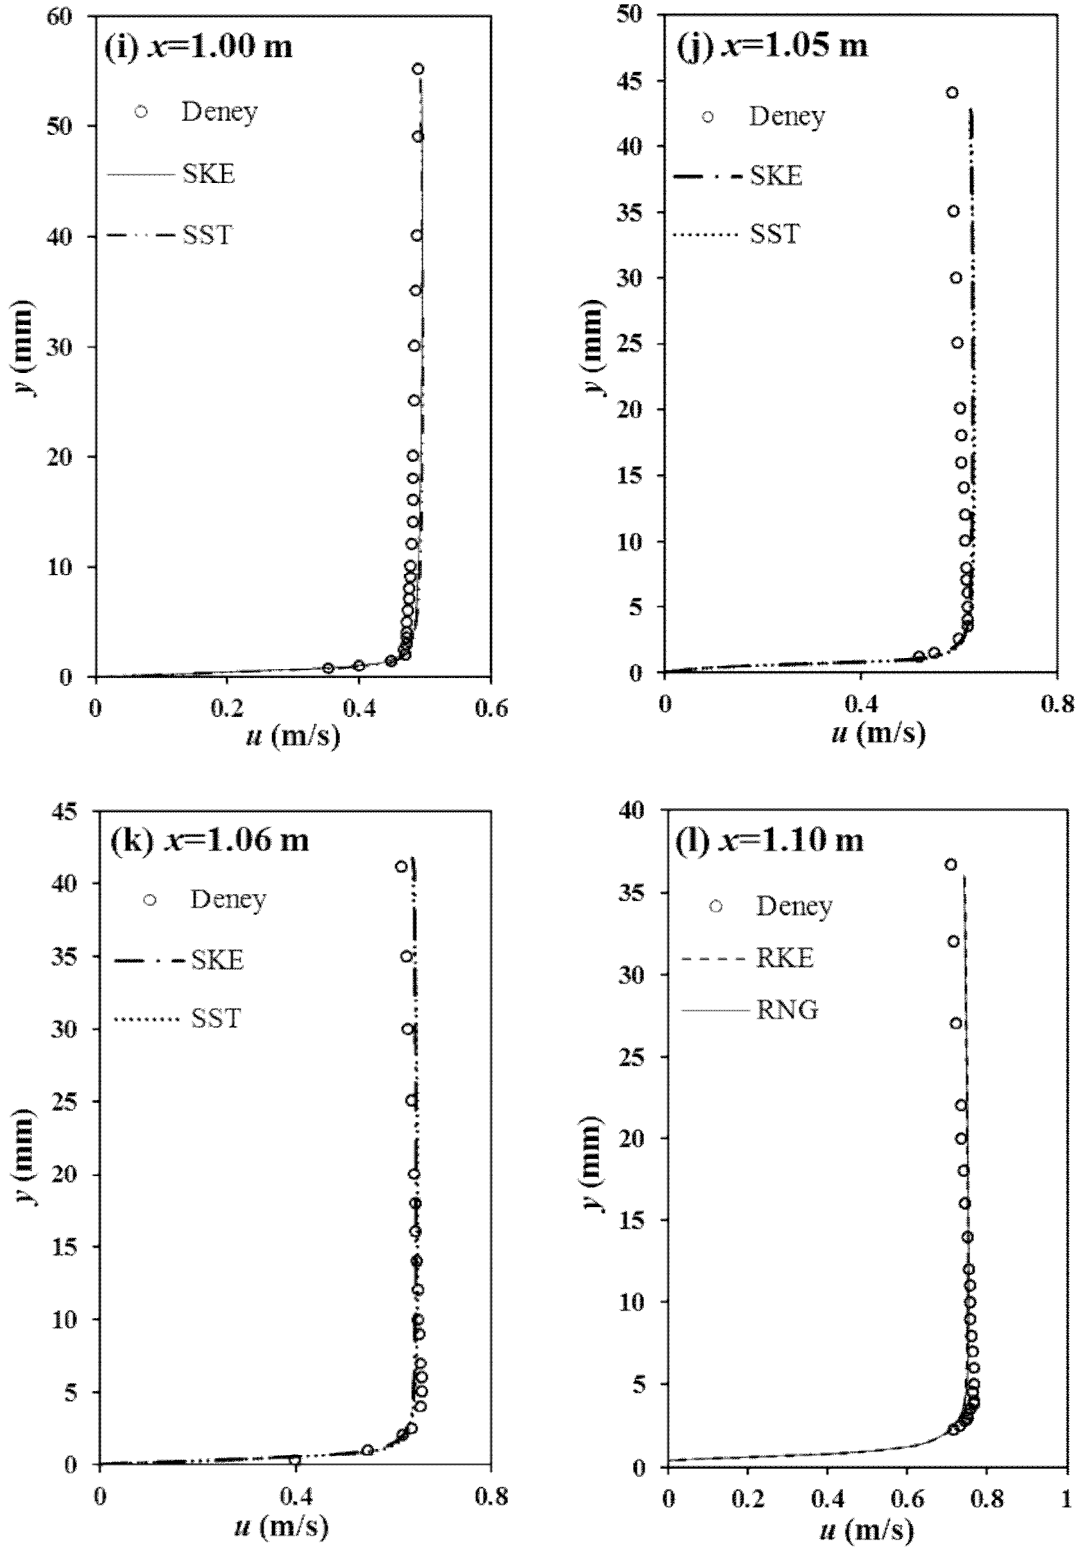 (i) x=1.00 m
Deney
SKE
SST
y (mm)
60
50
40
30
20
10
0
0 0.2 0.4 0.6
u (m/s)
(j) x=1.05 m
Deney
SKE
SST
y (mm)
50
45
40
35
30
25
20
15
10
5
0
0 0.4 0.8
u (m/s)
(k) x=1.06 m
Deney
SKE
SST
y (mm)
45
40
35
30
25
20
15
10
5
0
0 0.4 0.8
u (m/s)
(l) x=1.10 m
Deney
RKE
RNG
y (mm)
40
35
30
25
20
15
10
5
0
0 0.2 0.4 0.6 0.8 1
u (m/s)